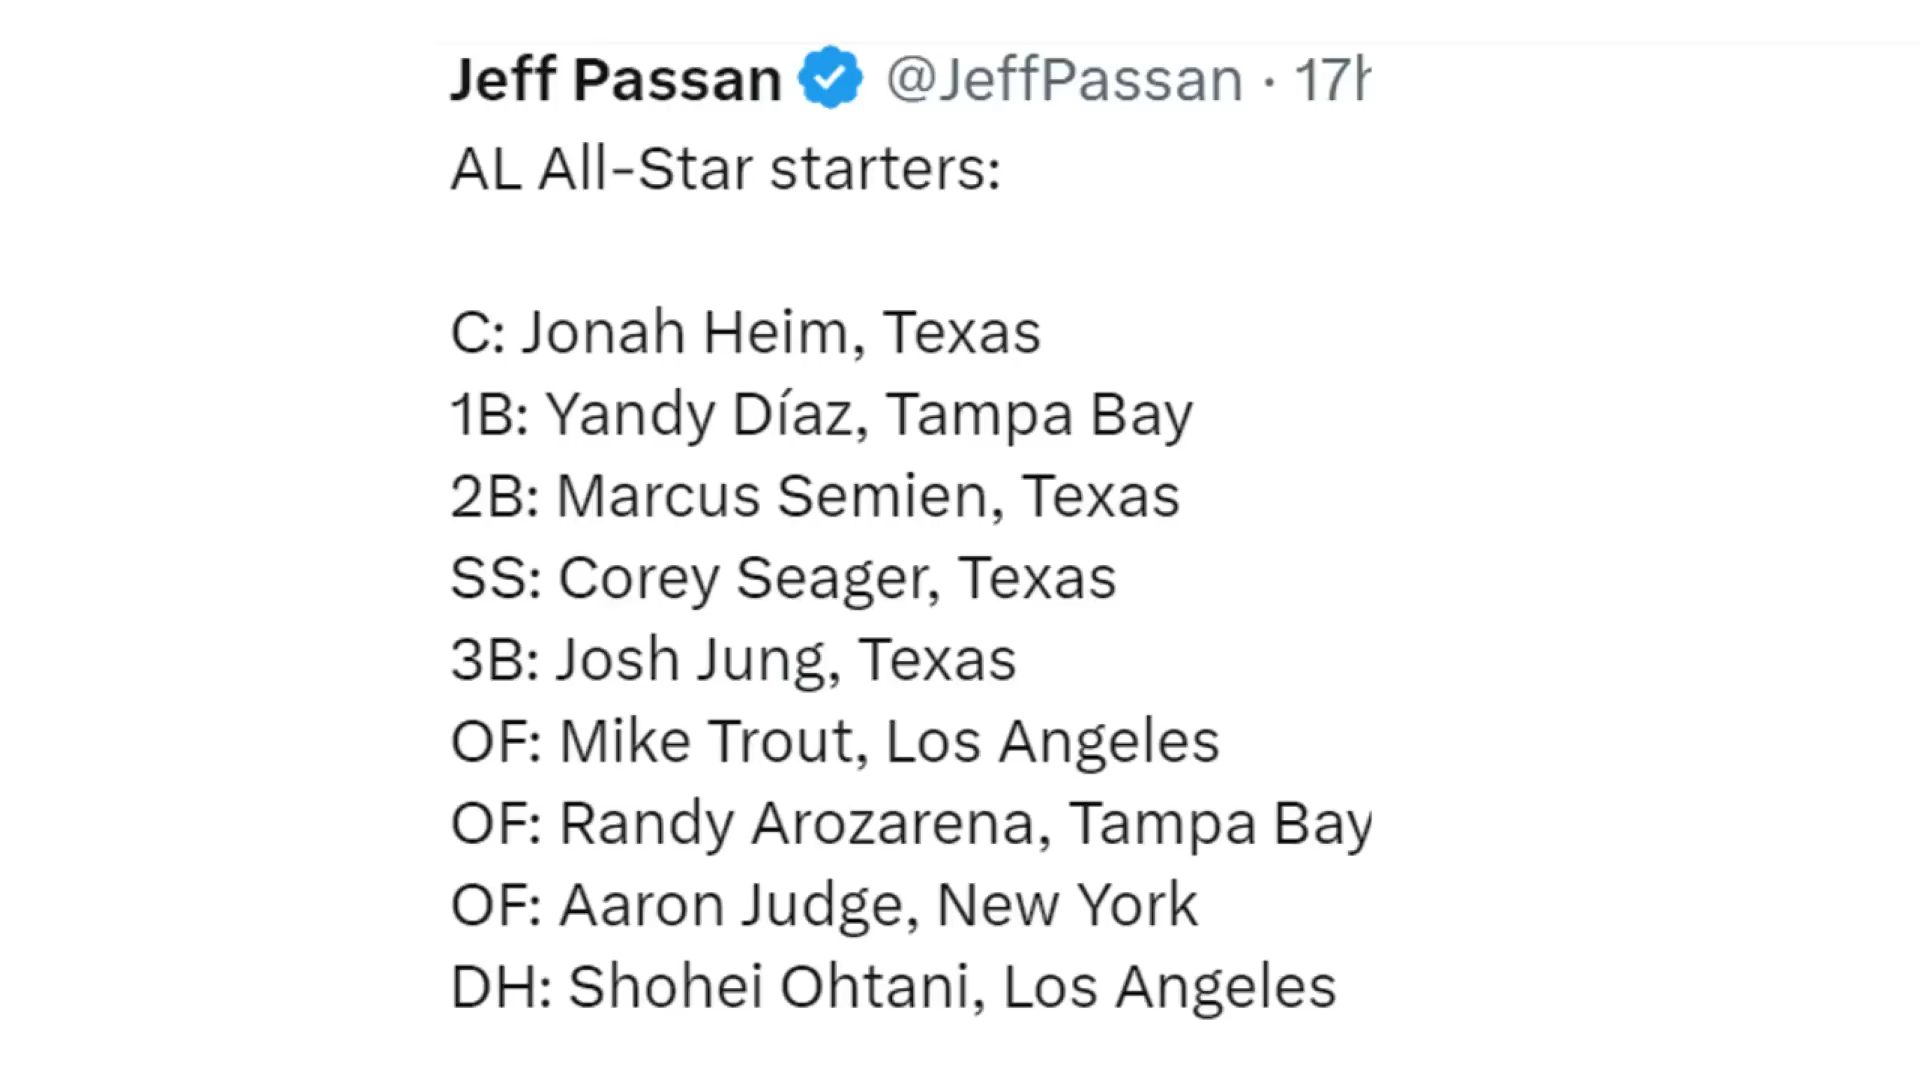 Jeff Passan @JeffPassan · 17h
AL All-Star starters:
C: Jonah Heim, Texas
1B: Yandy Díaz, Tampa Bay
2B: Marcus Semien, Texas
SS: Corey Seager, Texas
3B: Josh Jung, Texas
OF: Mike Trout, Los Angeles
OF: Randy Arozarena, Tampa Bay
OF: Aaron Judge, New York
DH: Shohei Ohtani, Los Angeles